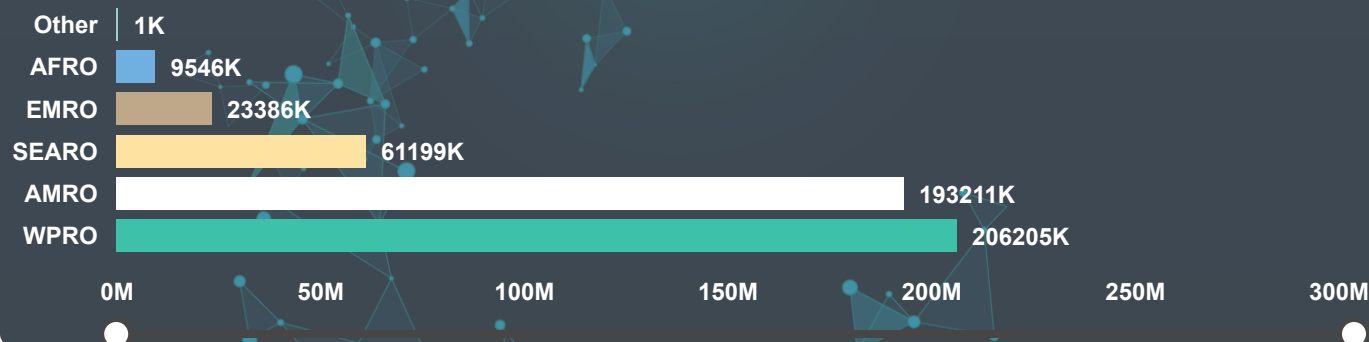 Other 1K
AFRO 9546K
EMRO 23386K
SEARO 61199K
AMRO 193211K
WPRO 206205K
0M 50M 100M 150M 200M 250M 300M